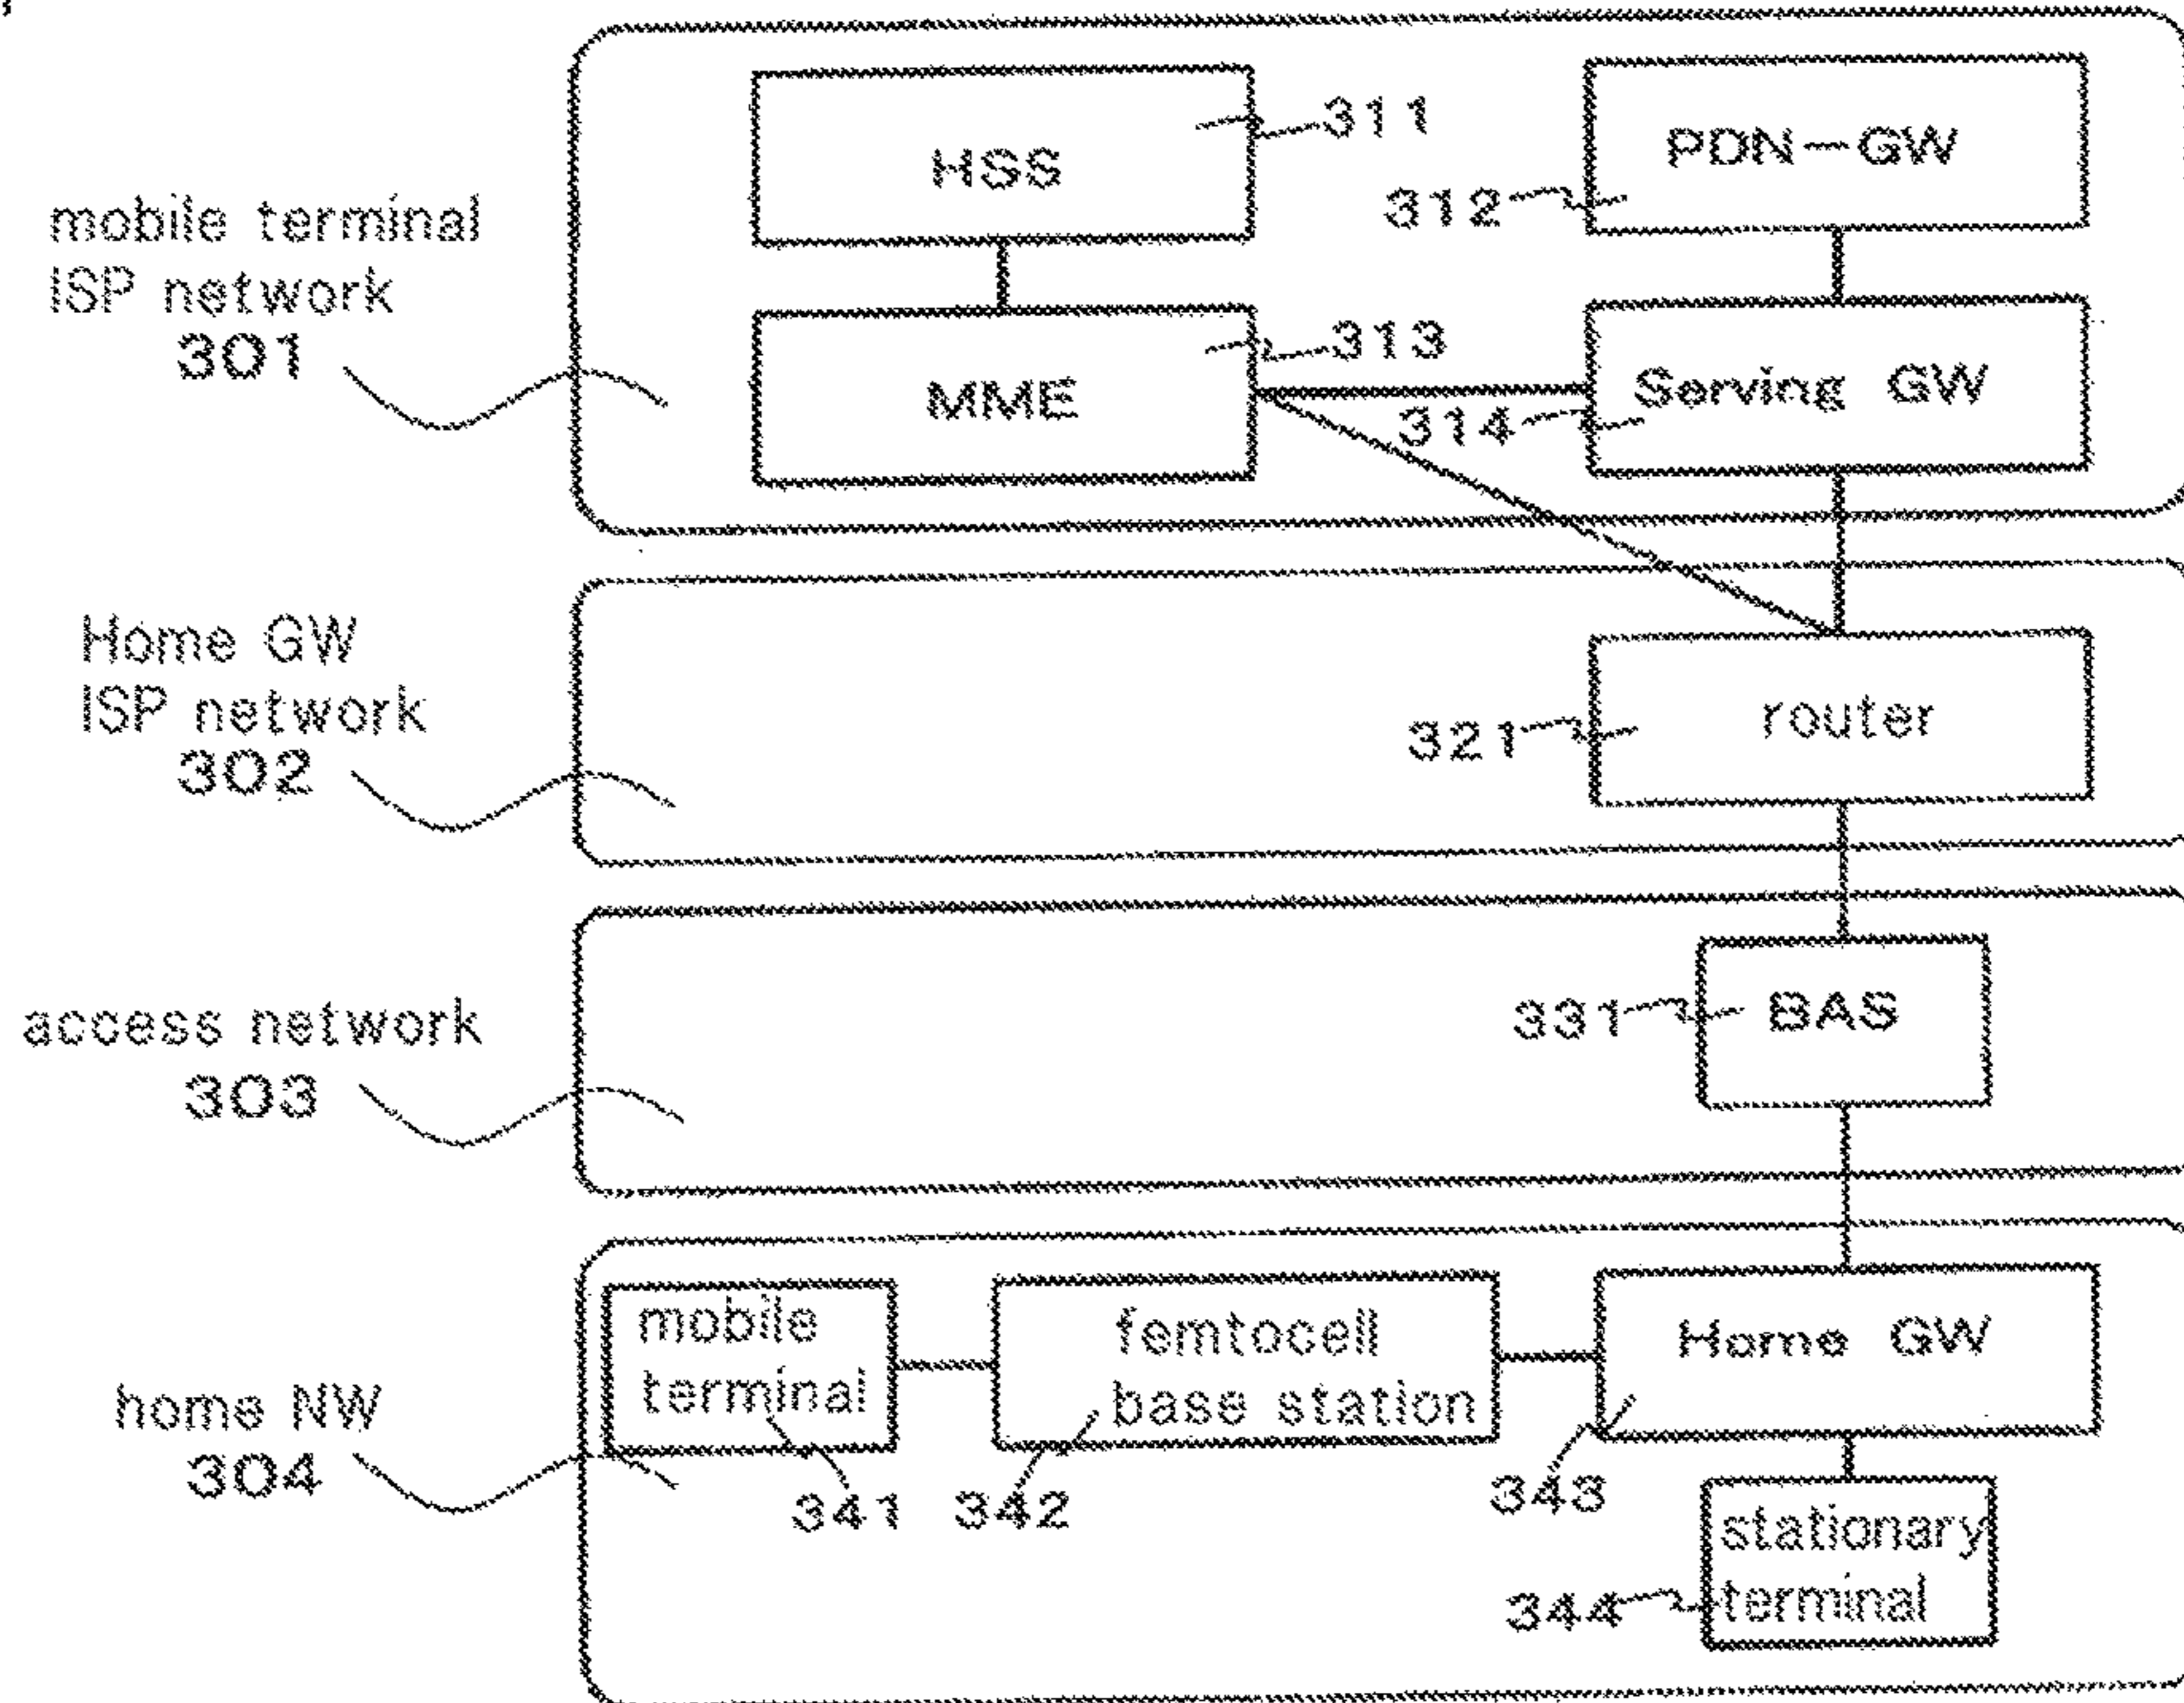 mobile terminal
ISP network
301
HSS
311
PDN-GW
312
MME
313
Serving GW
314
Home GW
ISP network
302
router
321
access network
303
BAS
331
home NW
304
mobile
terminal
341
femtocell
base station
342
Home GW
343
stationary
terminal
344